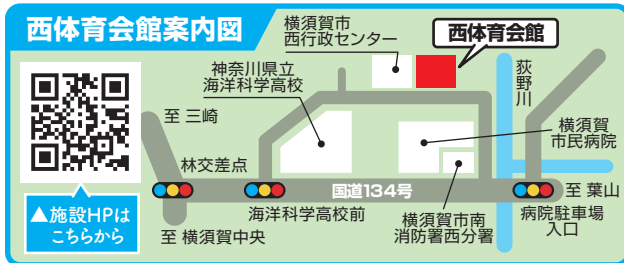 西体育会館案内図
横須賀市
西行政センター
西体育会館
神奈川県立
海洋科学高校
荻
野
川
至 三崎
横須賀
市民病院
林交差点
国道134号
至 葉山
▲施設HPは
こちらから
海洋科学高校前
横須賀市南
消防署西分署
病院駐車場
入口
至 横須賀中央